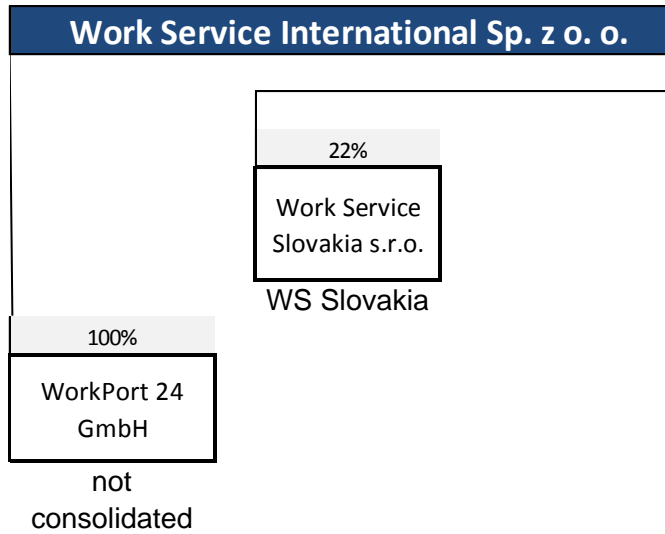 Work Service International Sp. z o. o.
22%
Work Service
Slovakia s.r.o.
WS Slovakia
100%
WorkPort 24
GmbH
not
consolidated